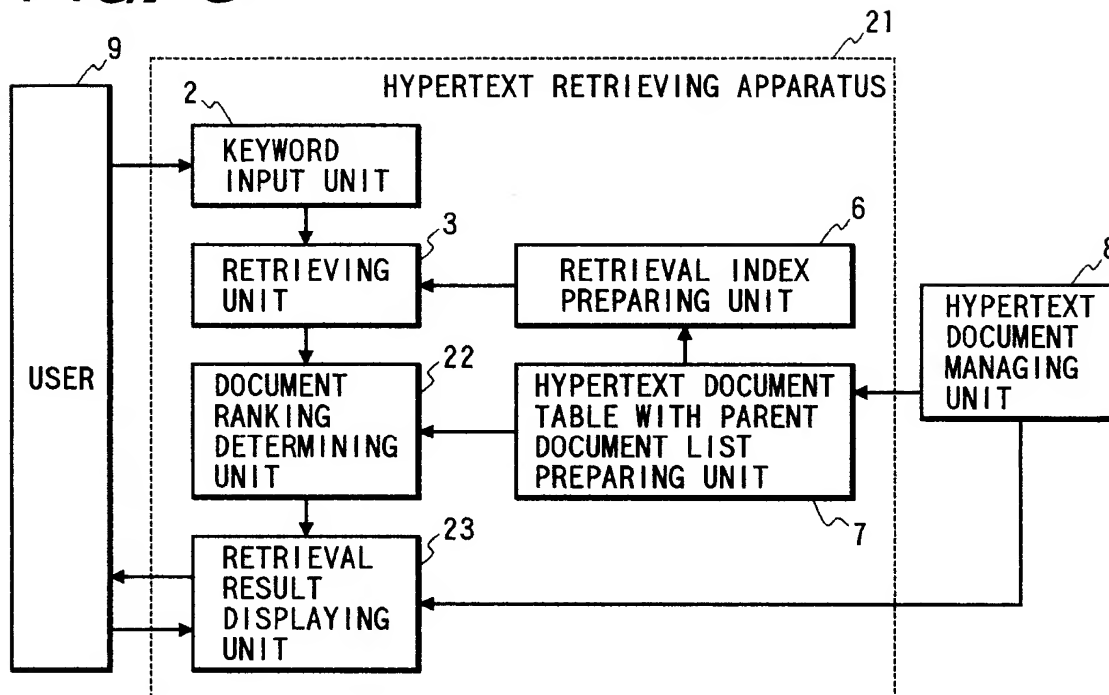 21
9
HYPERTEXT RETRIEVING APPARATUS
2
KEYWORD
INPUT UNIT
3
RETRIEVING
UNIT
6
RETRIEVAL INDEX
PREPARING UNIT
8
HYPERTEXT
DOCUMENT
MANAGING
UNIT
USER
22
DOCUMENT
RANKING
DETERMINING
UNIT
HYPERTEXT DOCUMENT
TABLE WITH PARENT
DOCUMENT LIST
PREPARING UNIT
7
23
RETRIEVAL
RESULT
DISPLAYING
UNIT